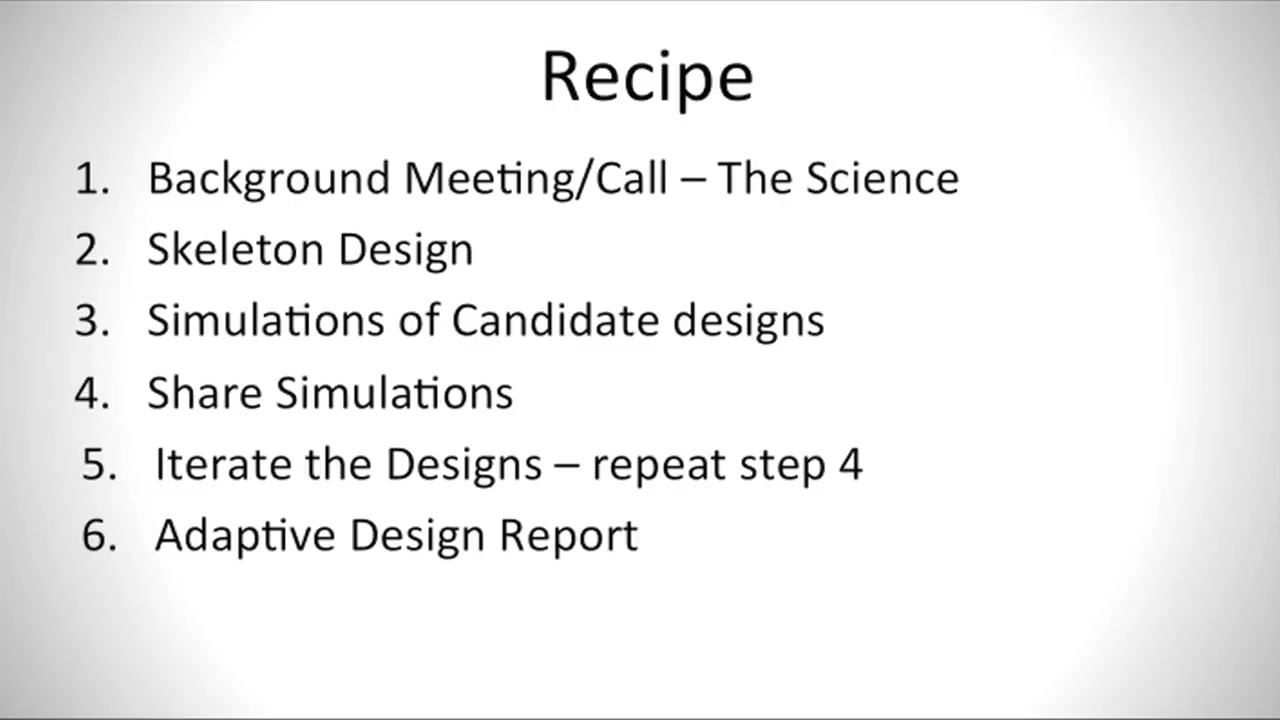 Recipe
1. Background Meeting/Call – The Science
2. Skeleton Design
3. Simulations of Candidate designs
4. Share Simulations
5. Iterate the Designs – repeat step 4
6. Adaptive Design Report